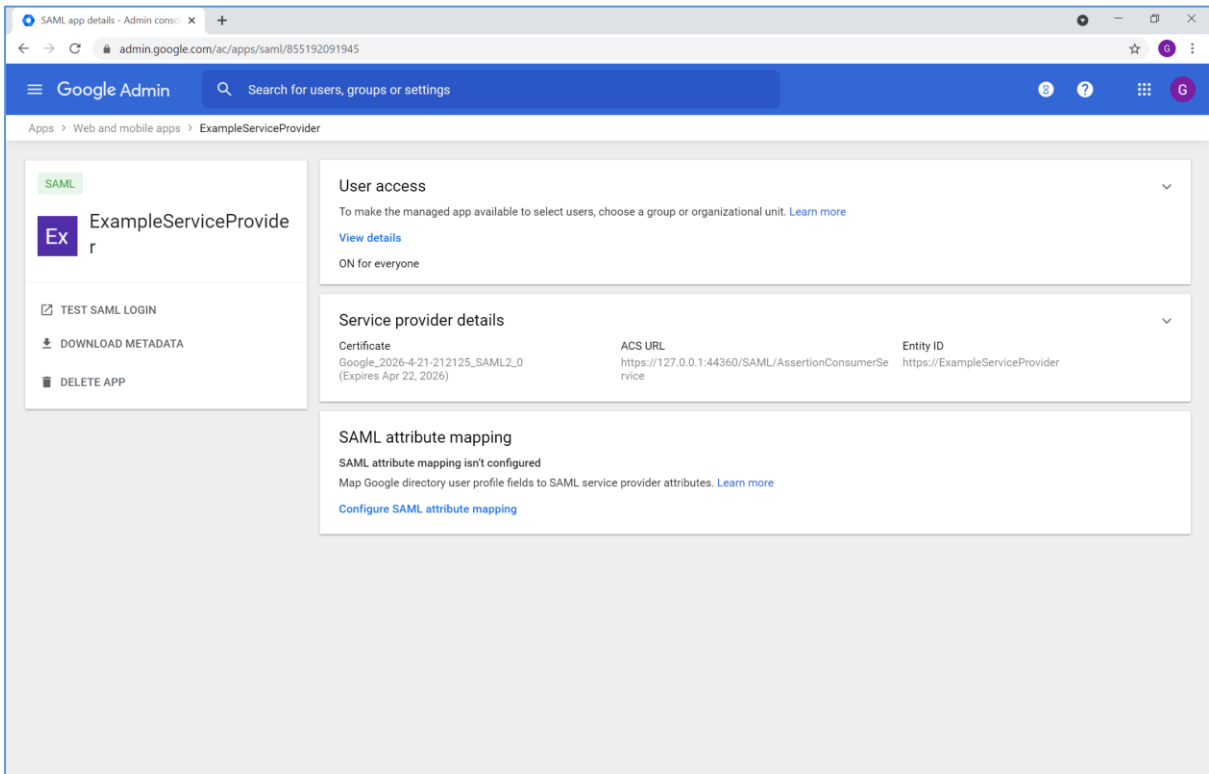 SAML app details - Admin consol
admin.google.com/ac/apps/saml/855192091945
G
Google Admin
Search for users, groups or settings
8
?
G
Apps > Web and mobile apps > ExampleServiceProvider
SAML
Ex
ExampleServiceProvide
r
TEST SAML LOGIN
DOWNLOAD METADATA
DELETE APP
User access
To make the managed app available to select users, choose a group or organizational unit. Learn more
View details
ON for everyone
Service provider details
Certificate
Google_2026-4-21-212125_SAML2_0
(Expires Apr 22, 2026)
ACS URL
https://127.0.0.1:44360/SAML/AssertionConsumerSe
rvice
Entity ID
https://ExampleServiceProvider
SAML attribute mapping
SAML attribute mapping isn't configured
Map Google directory user profile fields to SAML service provider attributes. Learn more
Configure SAML attribute mapping